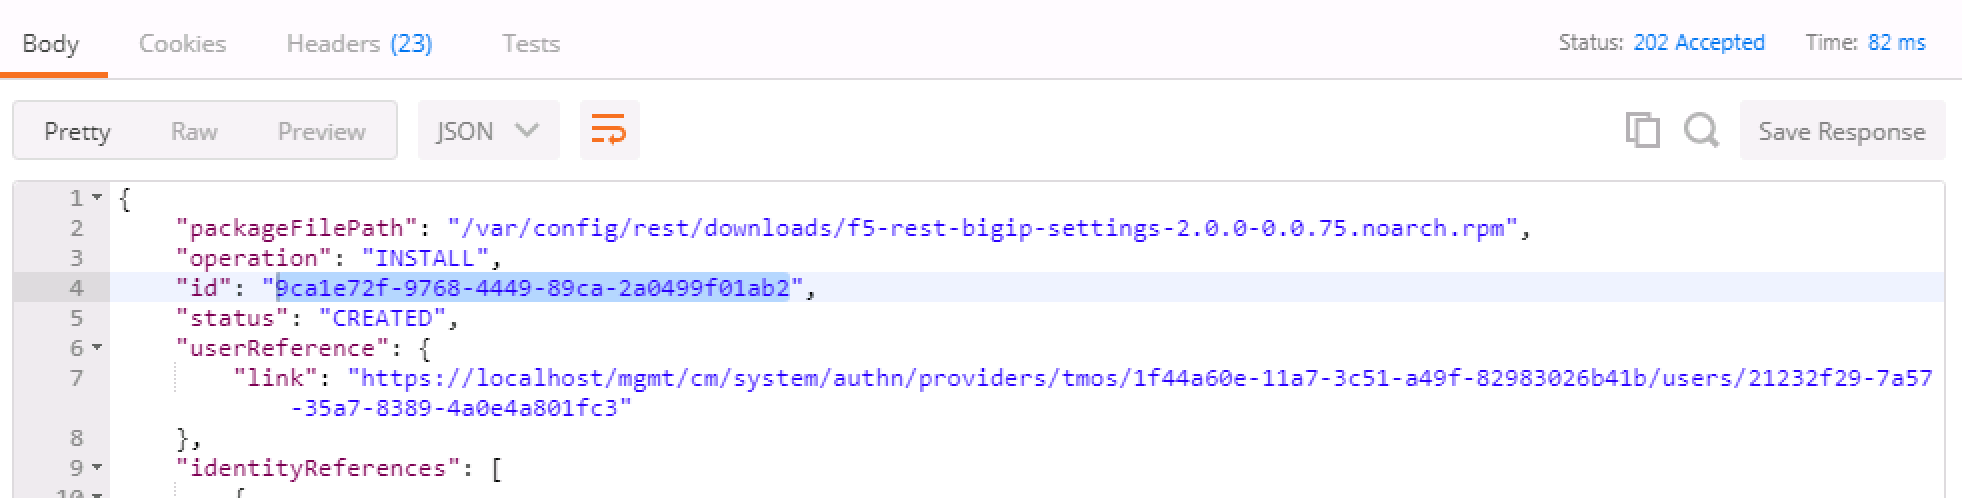 Body Cookies Headers (23) Tests Status: 202 Accepted Time: 82 ms
Pretty Raw Preview JSON Save Response
1 {
2 "packageFilePath": "/var/config/rest/downloads/f5-rest-bigip-settings-2.0.0-0.0.75.noarch.rpm",
3 "operation": "INSTALL",
4 "id": "9ca1e72f-9768-4449-89ca-2a0499f01ab2",
5 "status": "CREATED",
6 "userReference": {
7 "link": "https://localhost/mgmt/cm/system/authn/providers/tmos/1f44a60e-11a7-3c51-a49f-82983026b41b/users/21232f29-7a57
-35a7-8389-4a0e4a801fc3"
8 },
9 "identityReferences": [
10 {